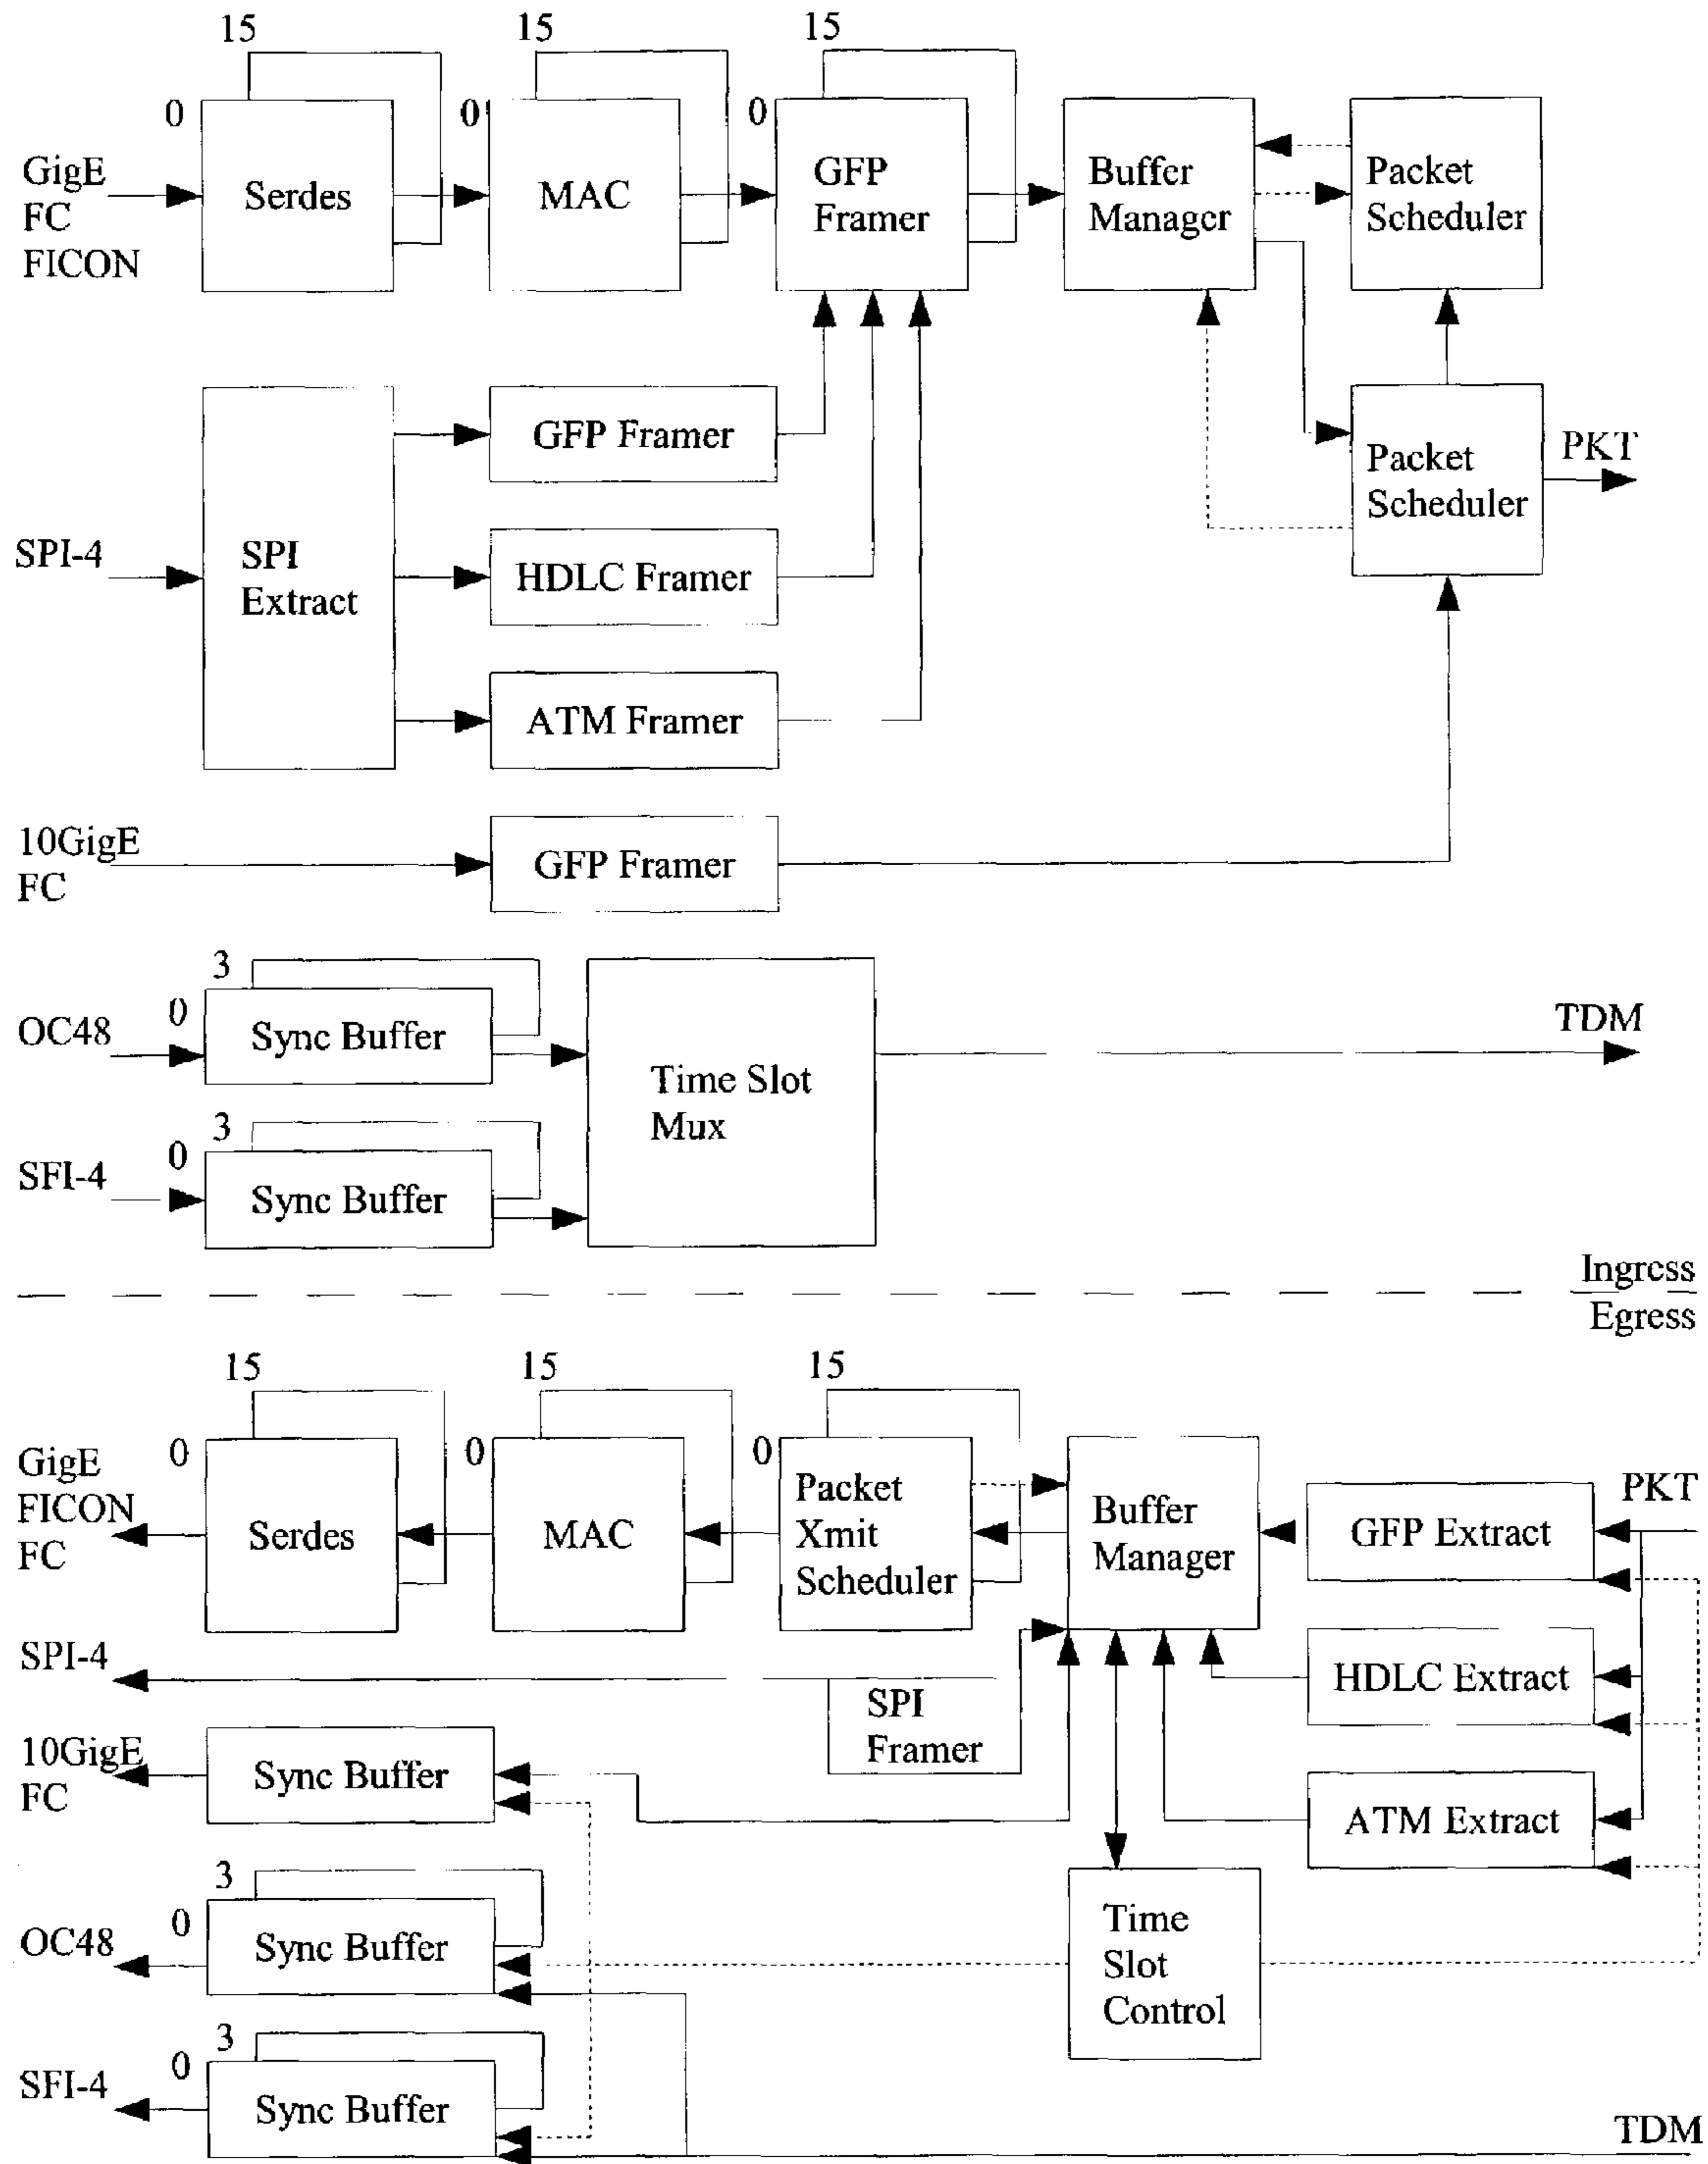 15
15
15
0
0
0
GigE
FC
FICON
Serdes
MAC
GFP
Framer
Buffer
Manager
Packet
Scheduler
SPI-4
SPI
Extract
GFP Framer
HDLC Framer
ATM Framer
Packet
Scheduler
PKT
10GigE
FC
GFP Framer
3
0
OC48
Sync Buffer
3
0
SFI-4
Sync Buffer
Time Slot
Mux
TDM
Ingress
Egress
15
15
15
0
0
0
GigE
FICON
FC
Serdes
MAC
Packet
Xmit
Scheduler
Buffer
Manager
GFP Extract
PKT
SPI-4
SPI
Framer
HDLC Extract
10GigE
FC
Sync Buffer
ATM Extract
3
0
OC48
Sync Buffer
Time
Slot
Control
3
0
SFI-4
Sync Buffer
TDM